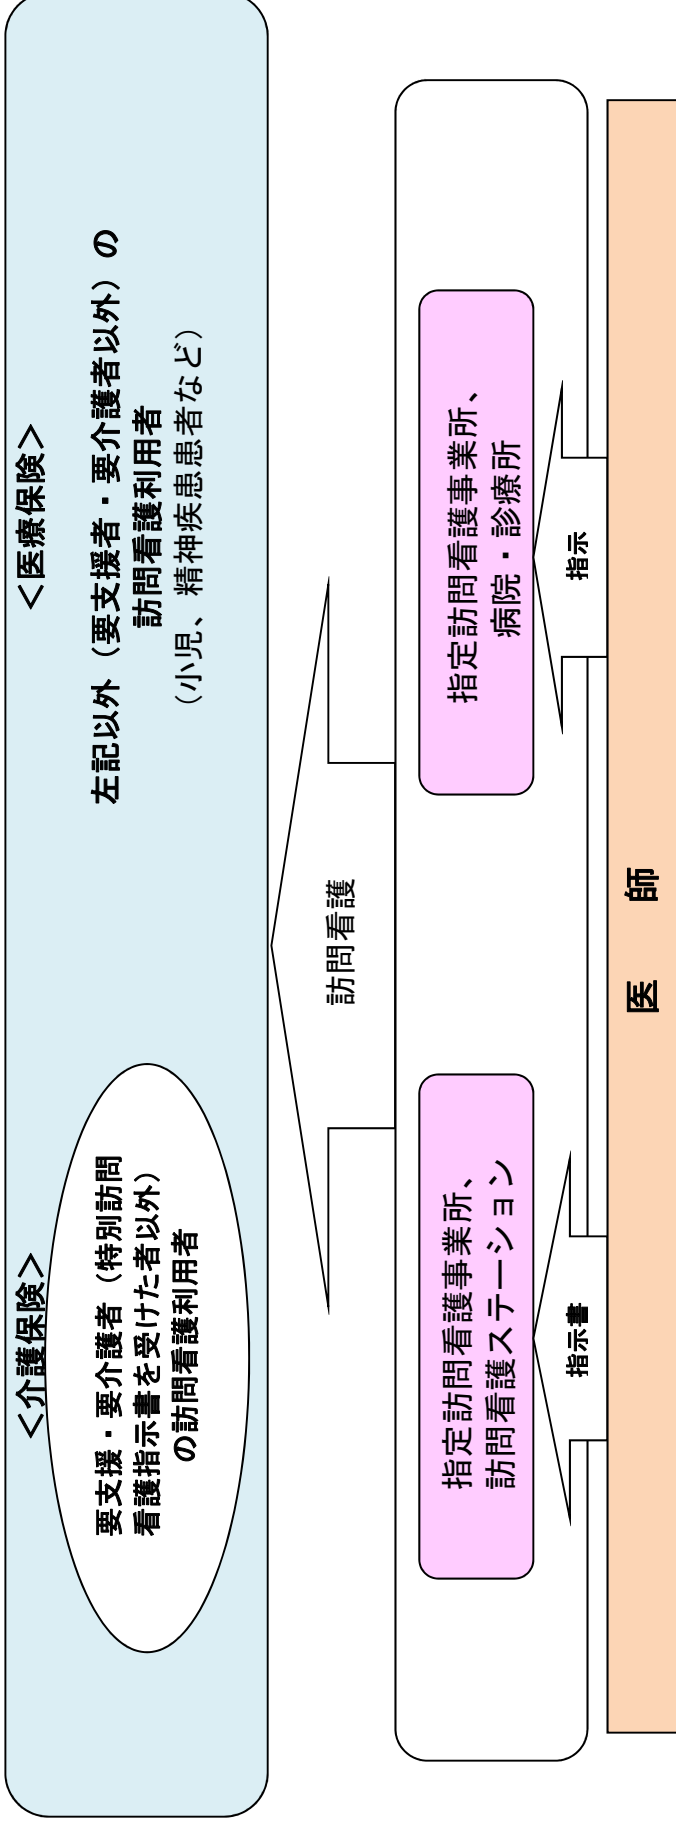 ＜介護保険＞
要支援・要介護者（特別訪問
看護指示書を受けた者以外）
の訪問看護利用者
＜医療保険＞
左記以外（要支援者・要介護者以外）の
訪問看護利用者
（小児、精神疾患患者など）
訪問看護
指定訪問看護事業所、
訪問看護ステーション
指定訪問看護事業所、
病院・診療所
指示書
指示
医　師